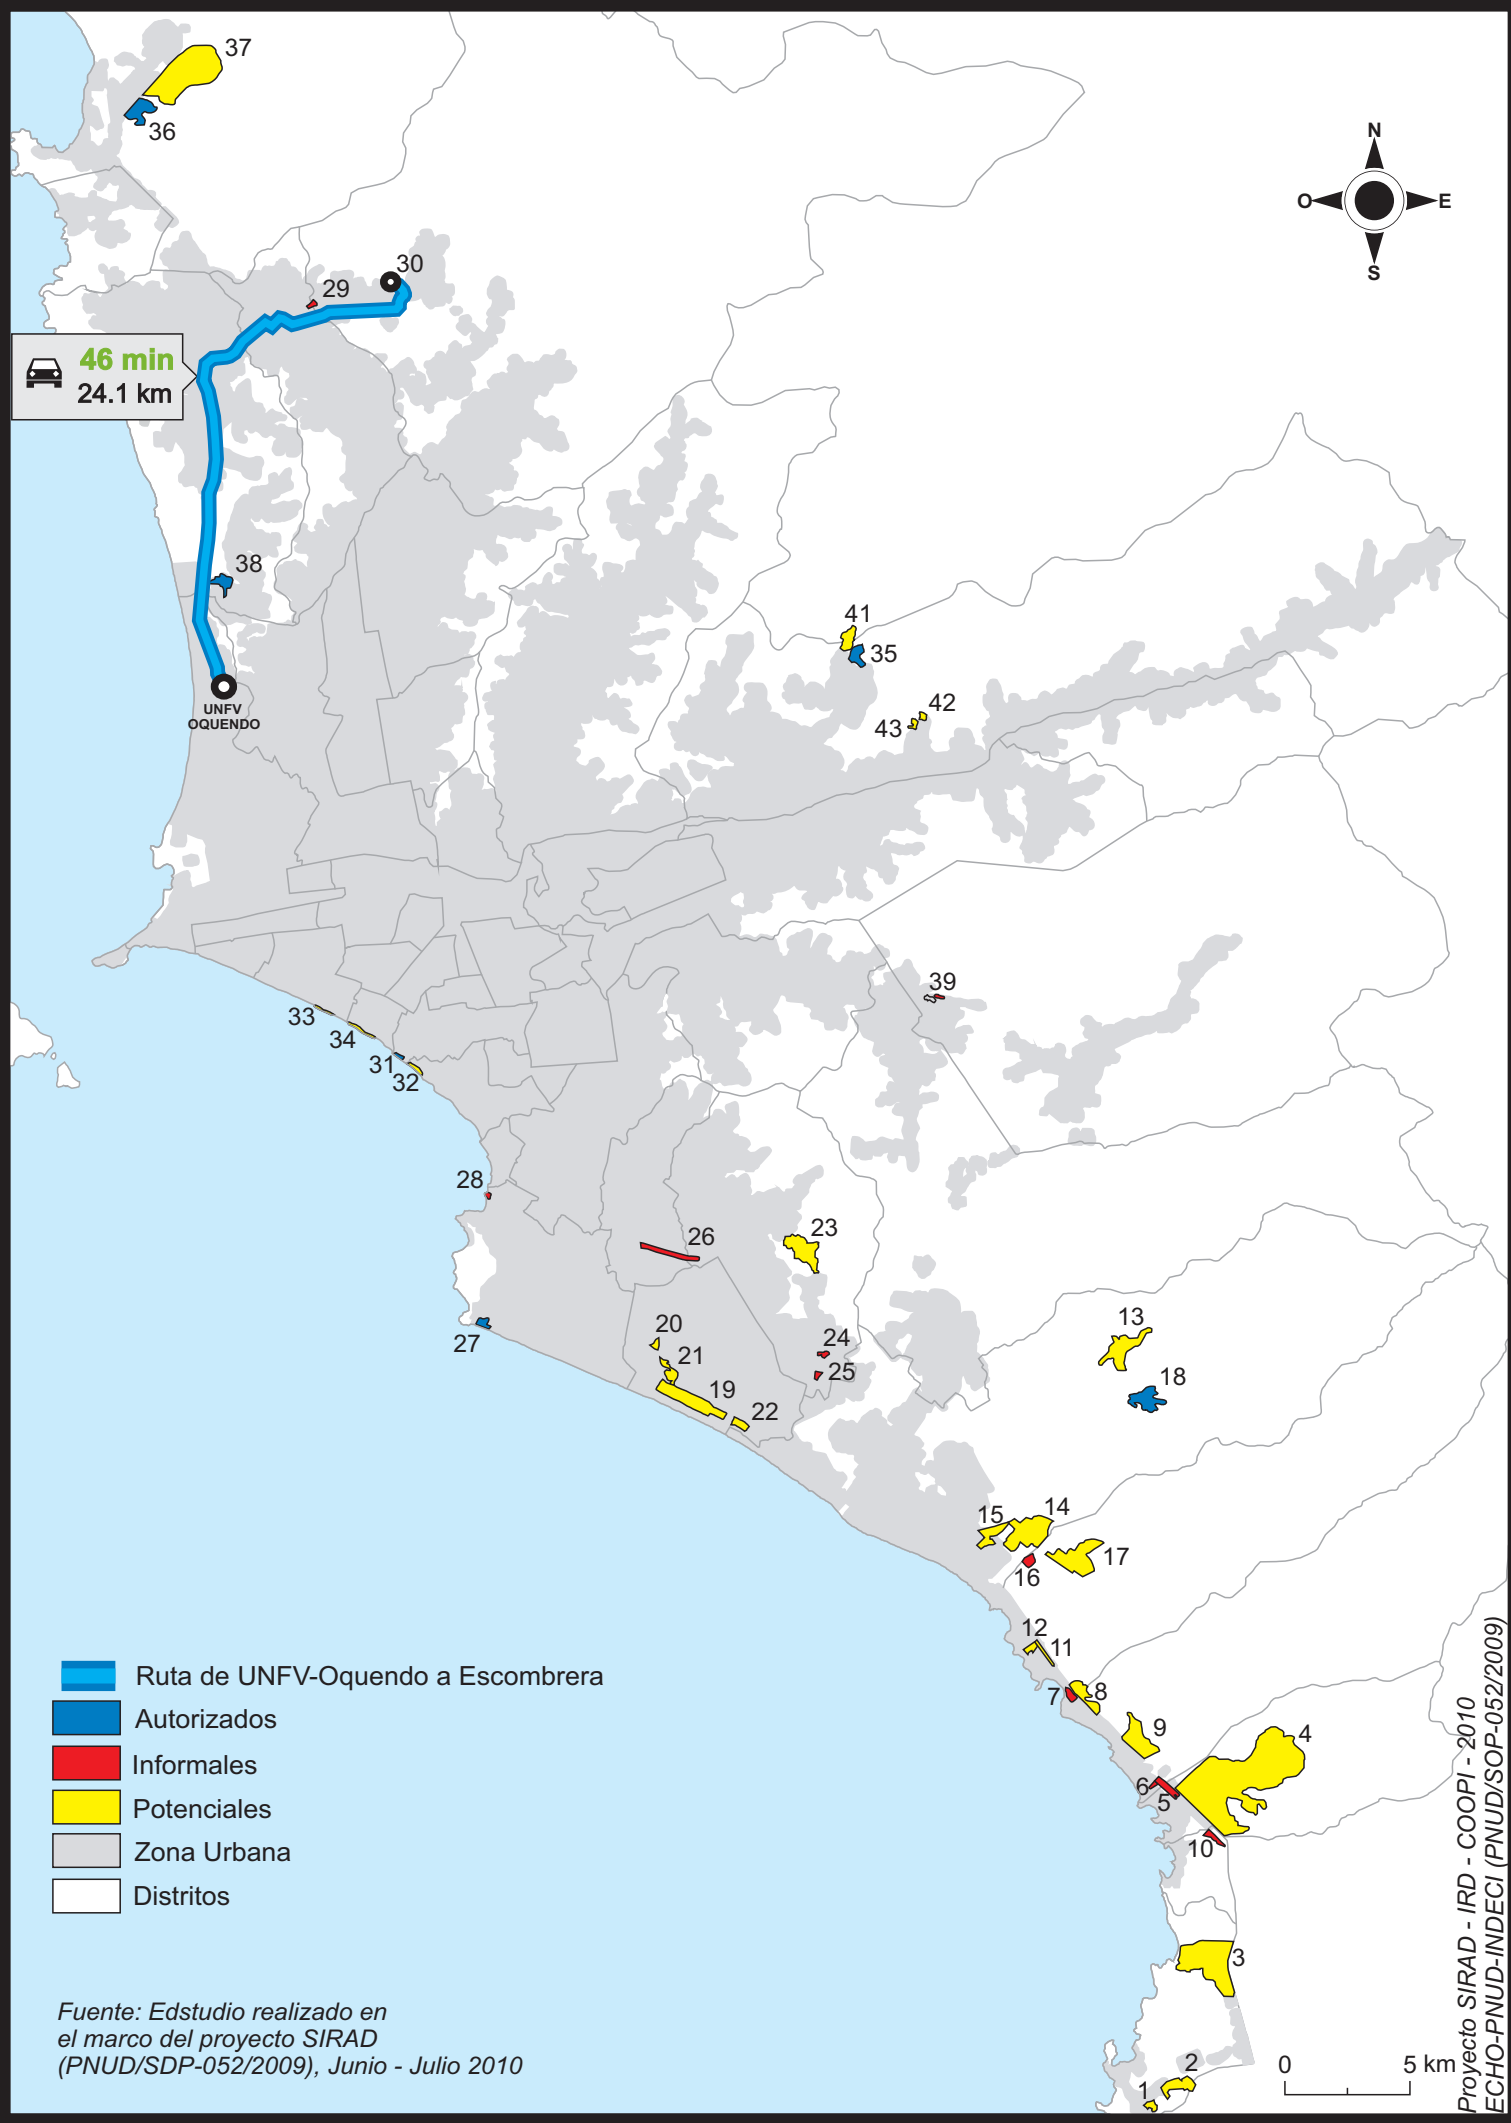 37
36
N
O
E
S
30
29
46 min
24.1 km
38
41
35
42
43
UNFV
OQUENDO
39
33
34
31
32
28
26
23
27
20
21
24
25
19
22
13
18
15
14
17
16
12
11
7
8
9
4
6
5
10
3
2
1
Ruta de UNFV-Oquendo a Escombrera
Autorizados
Informales
Potenciales
Zona Urbana
Distritos
Fuente: Edstudio realizado en
el marco del proyecto SIRAD
(PNUD/SDP-052/2009), Junio - Julio 2010
0
5 km
Proyecto SIRAD - IRD - COOPI - 2010
ECHO-PNUD-INDECI (PNUD/SOP-052/2009)